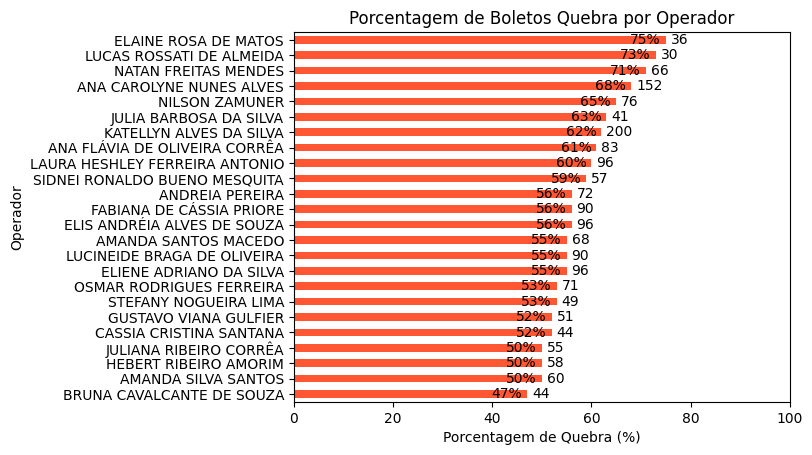 Porcentagem de Boletos Quebra por Operador
ELAINE ROSA DE MATOS 75% 36
LUCAS ROSSATI DE ALMEIDA 73% 30
NATAN FREITAS MENDES 71% 66
ANA CAROLYNE NUNES ALVES 68% 152
NILSON ZAMUNER 65% 76
JULIA BARBOSA DA SILVA 63% 41
KATELLYN ALVES DA SILVA 62% 200
ANA FLÁVIA DE OLIVEIRA CORRÊA 61% 83
LAURA HESHLEY FERREIRA ANTONIO 60% 96
SIDNEI RONALDO BUENO MESQUITA 59% 57
ANDREIA PEREIRA 56% 72
FABIANA DE CÁSSIA PRIORE 56% 90
ELIS ANDRÉIA ALVES DE SOUZA 56% 96
AMANDA SANTOS MACEDO 55% 68
LUCINEIDE BRAGA DE OLIVEIRA 55% 90
ELIENE ADRIANO DA SILVA 55% 96
OSMAR RODRIGUES FERREIRA 53% 71
STEFANY NOGUEIRA LIMA 53% 49
GUSTAVO VIANA GULFIER 52% 51
CASSIA CRISTINA SANTANA 52% 44
JULIANA RIBEIRO CORRÊA 50% 55
HEBERT RIBEIRO AMORIM 50% 58
AMANDA SILVA SANTOS 50% 60
BRUNA CAVALCANTE DE SOUZA 47% 44
Operador
0 20 40 60 80 100
Porcentagem de Quebra (%)